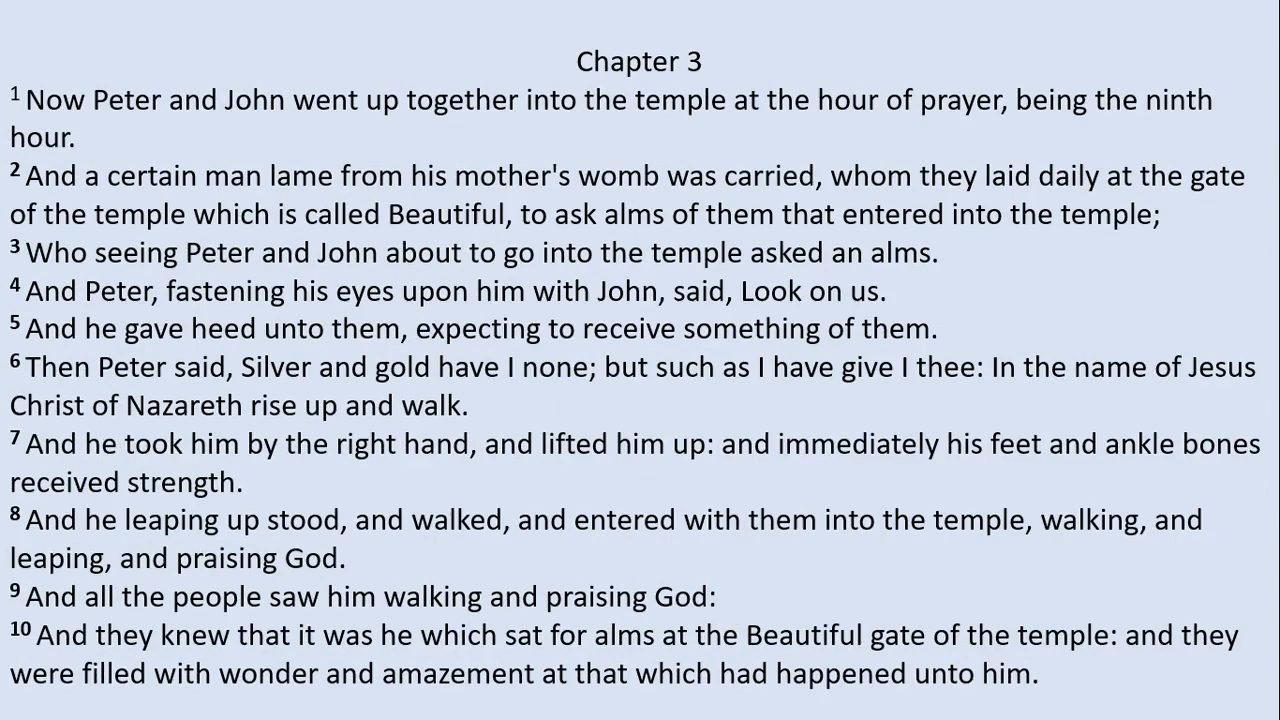 Chapter 3
1 Now Peter and John went up together into the temple at the hour of prayer, being the ninth
hour.
2 And a certain man lame from his mother's womb was carried, whom they laid daily at the gate
of the temple which is called Beautiful, to ask alms of them that entered into the temple;
3 Who seeing Peter and John about to go into the temple asked an alms.
4 And Peter, fastening his eyes upon him with John, said, Look on us.
5 And he gave heed unto them, expecting to receive something of them.
6 Then Peter said, Silver and gold have I none; but such as I have give I thee: In the name of Jesus
Christ of Nazareth rise up and walk.
7 And he took him by the right hand, and lifted him up: and immediately his feet and ankle bones
received strength.
8 And he leaping up stood, and walked, and entered with them into the temple, walking, and
leaping, and praising God.
9 And all the people saw him walking and praising God:
10 And they knew that it was he which sat for alms at the Beautiful gate of the temple: and they
were filled with wonder and amazement at that which had happened unto him.